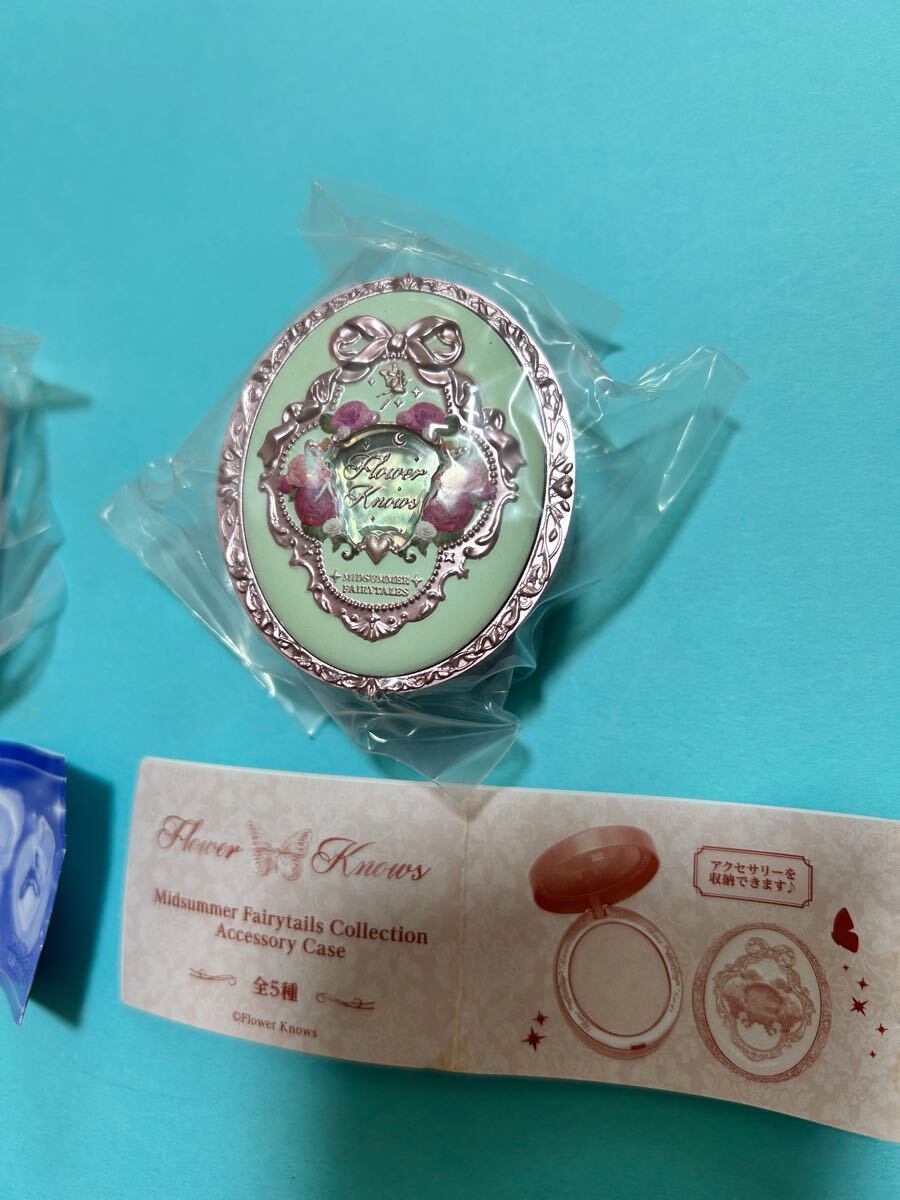 Flower
Knows
MIDSUMMER
FAIRYTALES
Flower Knows
Midsummer Fairytails Collection
Accessory Case
全5種
©Flower Knows
アクセサリーを
収納できます♪